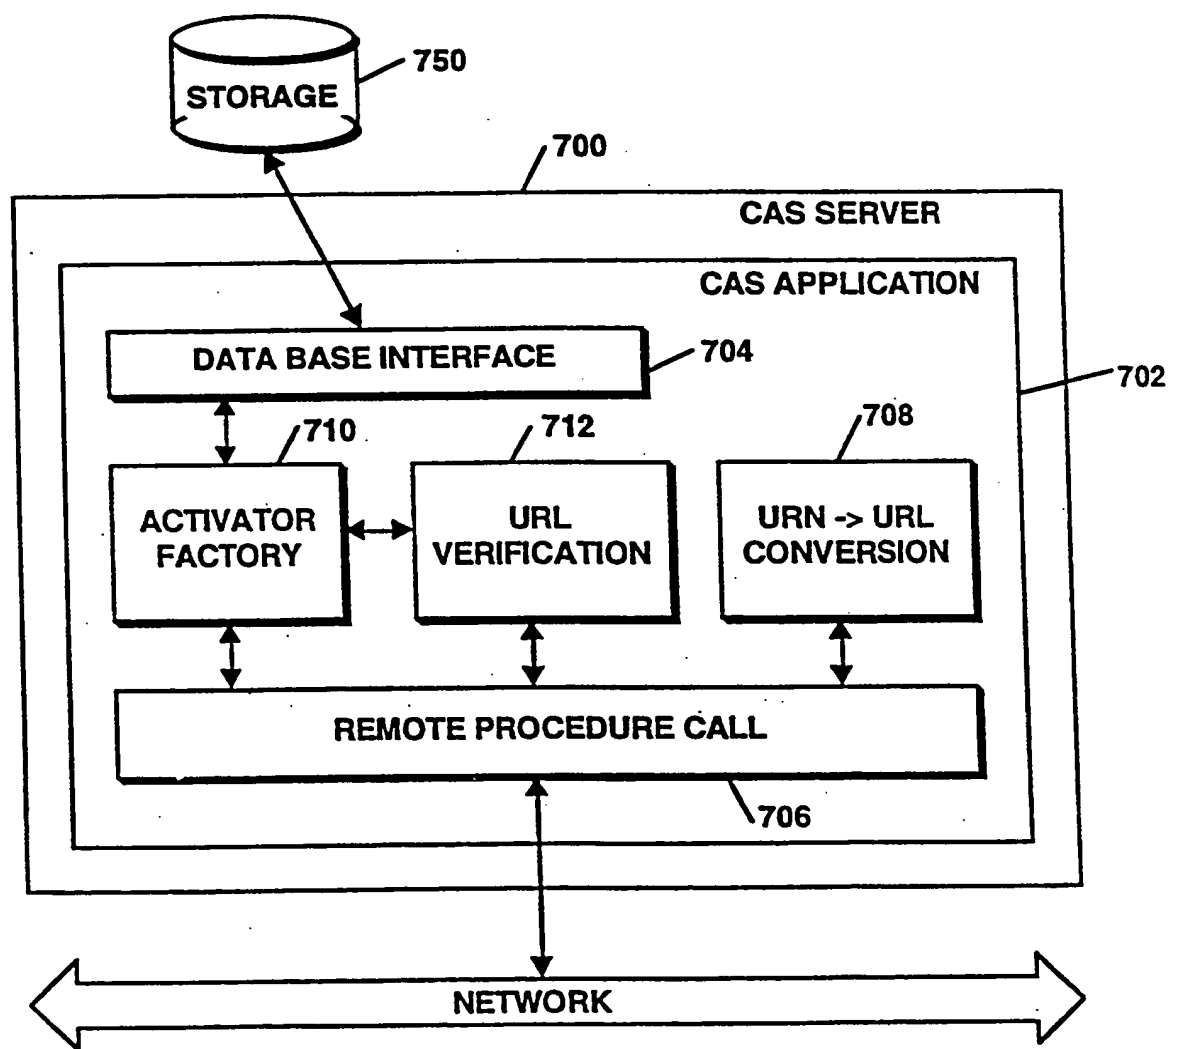 750
STORAGE
700
CAS SERVER
CAS APPLICATION
DATA BASE INTERFACE
704
702
710
712
708
ACTIVATOR
FACTORY
URL
VERIFICATION
URN -> URL
CONVERSION
REMOTE PROCEDURE CALL
706
NETWORK